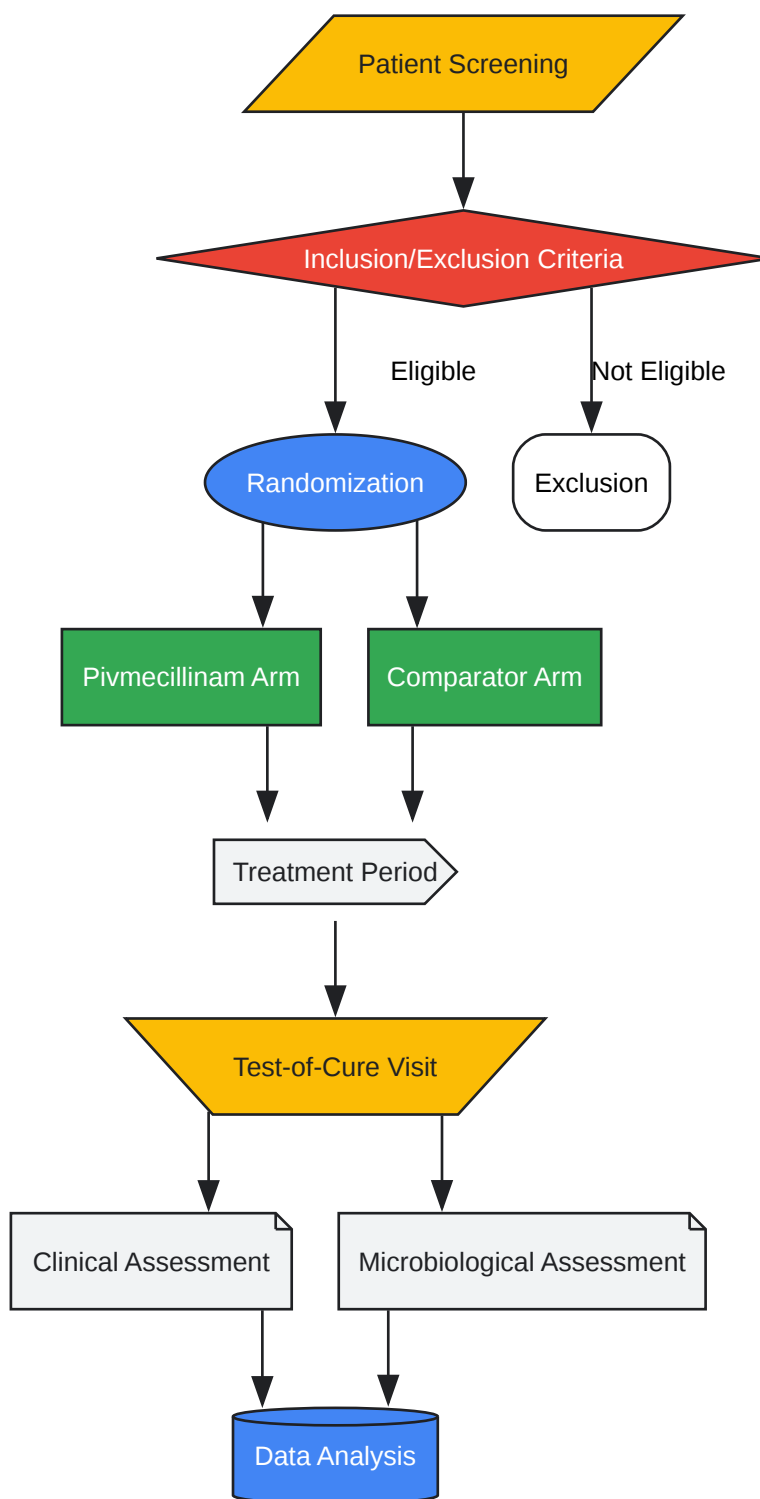 Patient Screening
Inclusion/Exclusion Criteria
Eligible
Not Eligible
Randomization
Exclusion
Pivmecillinam Arm
Comparator Arm
Treatment Period
Test-of-Cure Visit
Clinical Assessment
Microbiological Assessment
Data Analysis